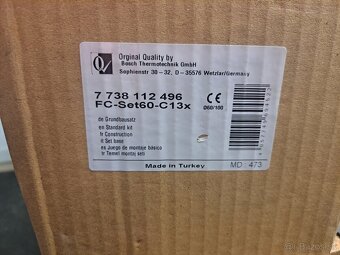 Orginal Quality by
Bosch Thermotechnik GmbH
Sophienstr 30 - 32, D - 35576 Wetzlar/Germany
7 738 112 496
FC-Set60-C13x
CE
060/100
de Grundbausatz
en Standard kit
fr Construction
it Set base
es Juego de montaje básico
tr Temel montaj seti
Made in Turkey
MD : 473